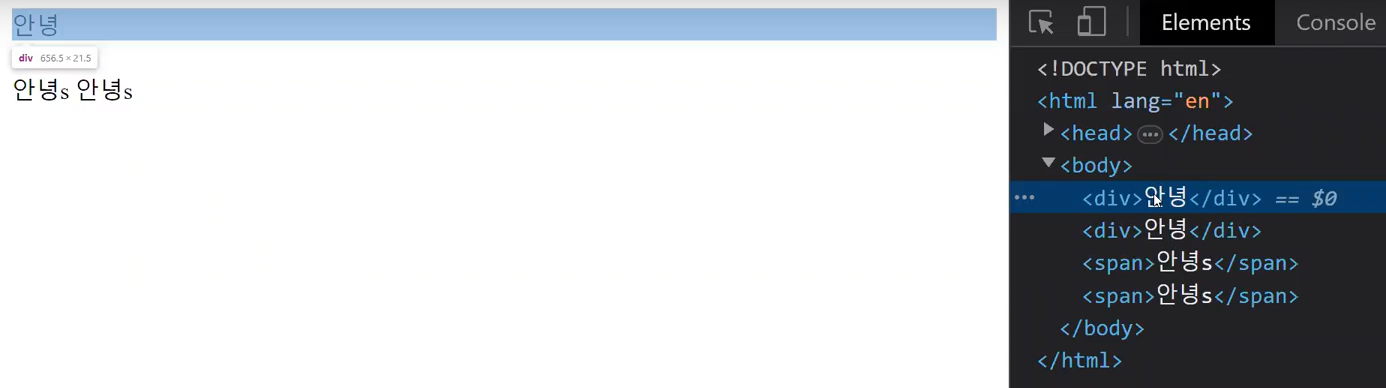 안녕
div 656.5 × 21.5
안녕s 안녕s
Elements Console
<!DOCTYPE html>
<html lang="en">
<head> ••• </head>
<body>
••• <div>안녕</div> == $0
<div>안녕</div>
<span>안녕s</span>
<span>안녕s</span>
</body>
</html>